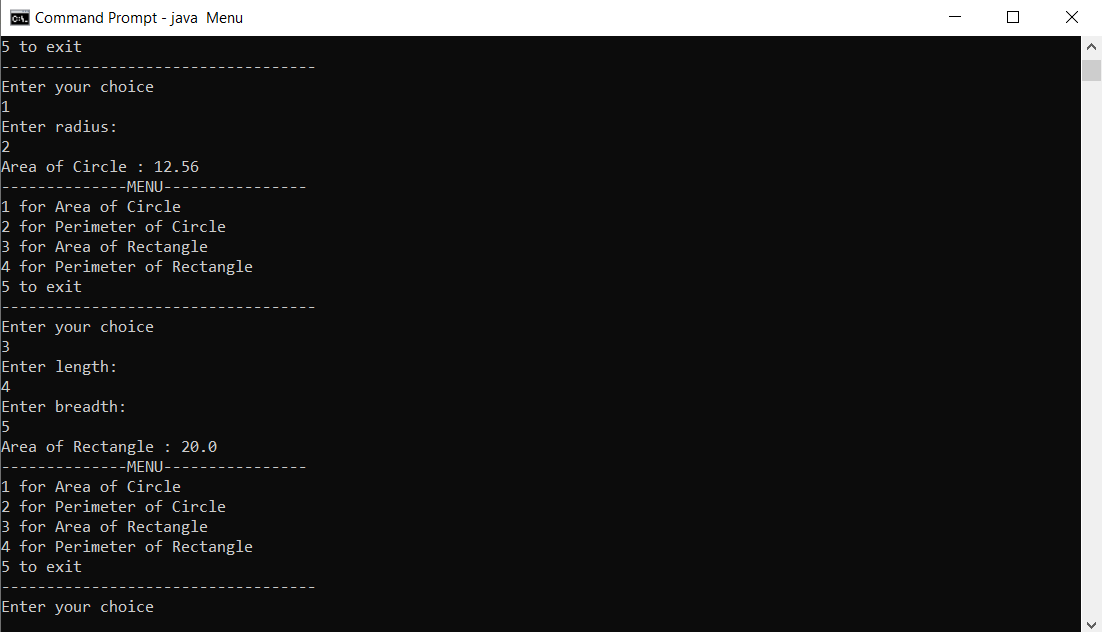 Command Prompt - java  Menu
5 to exit
-----------------------------------
Enter your choice
1
Enter radius:
2
Area of Circle : 12.56
--------------MENU----------------
1 for Area of Circle
2 for Perimeter of Circle
3 for Area of Rectangle
4 for Perimeter of Rectangle
5 to exit
-----------------------------------
Enter your choice
3
Enter length:
4
Enter breadth:
5
Area of Rectangle : 20.0
--------------MENU----------------
1 for Area of Circle
2 for Perimeter of Circle
3 for Area of Rectangle
4 for Perimeter of Rectangle
5 to exit
-----------------------------------
Enter your choice